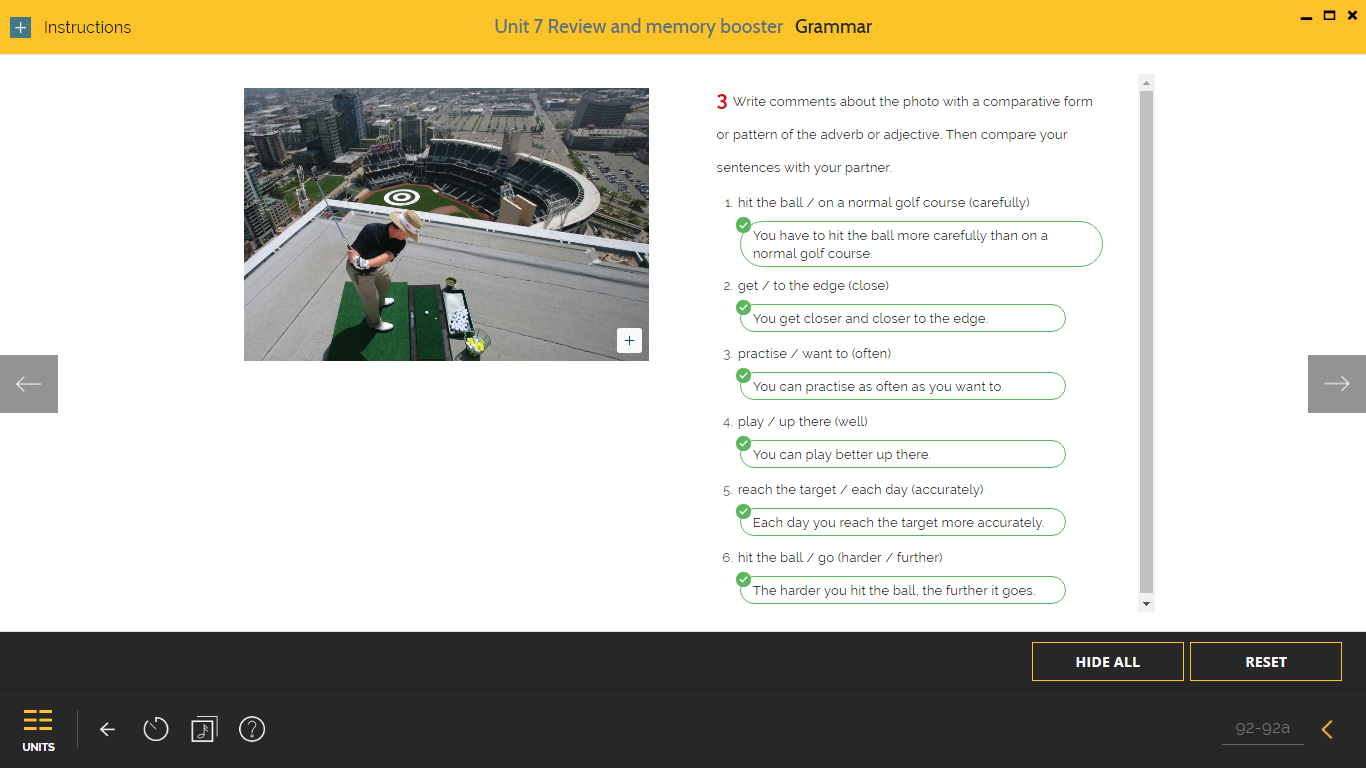 Instructions
Unit 7 Review and memory booster Grammar
3 Write comments about the photo with a comparative form
or pattern of the adverb or adjective. Then compare your
sentences with your partner.
1. hit the ball / on a normal golf course (carefully)
You have to hit the ball more carefully than on a
normal golf course.
2. get / to the edge (close)
You get closer and closer to the edge.
3. practise / want to (often)
You can practise as often as you want to.
4. play / up there (well)
You can play better up there.
5. reach the target / each day (accurately)
Each day you reach the target more accurately.
6. hit the ball / go (harder / further)
The harder you hit the ball, the further it goes.
HIDE ALL
RESET
UNITS
92-92a